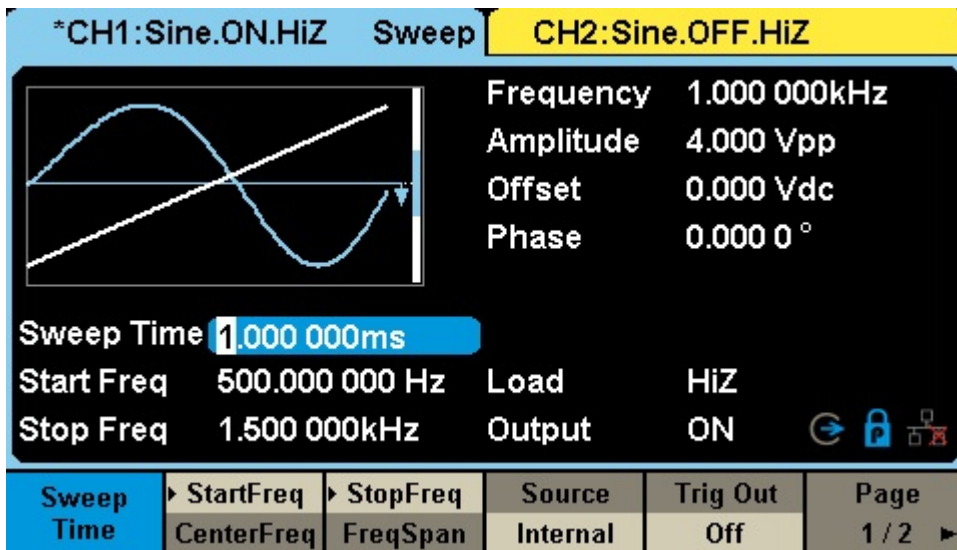 *CH1:Sine.ON.HiZ Sweep CH2:Sine.OFF.HiZ
Frequency 1.000 000kHz
Amplitude 4.000 Vpp
Offset 0.000 Vdc
Phase 0.000 0 °
Sweep Time 1.000 000ms
Start Freq 500.000 000 Hz Load HiZ
Stop Freq 1.500 000kHz Output ON P
Sweep Time StartFreq StopFreq Source Trig Out Page
CenterFreq FreqSpan Internal Off 1 / 2